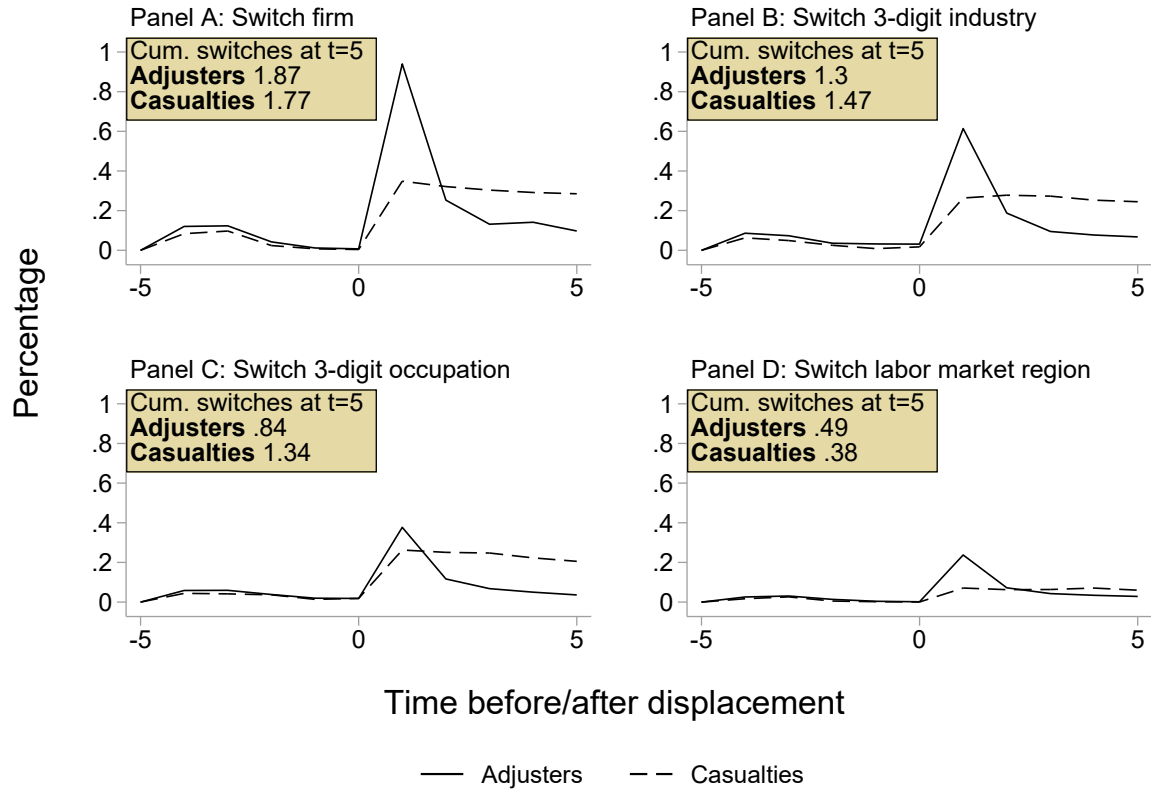 Panel A: Switch firm
1
.8
.6
.4
.2
0
Cum. switches at t=5
Adjusters 1.87
Casualties 1.77
-5 0 5
Panel B: Switch 3-digit industry
1
.8
.6
.4
.2
0
Cum. switches at t=5
Adjusters 1.3
Casualties 1.47
-5 0 5
Percentage
Panel C: Switch 3-digit occupation
1
.8
.6
.4
.2
0
Cum. switches at t=5
Adjusters .84
Casualties 1.34
-5 0 5
Panel D: Switch labor market region
1
.8
.6
.4
.2
0
Cum. switches at t=5
Adjusters .49
Casualties .38
-5 0 5
Time before/after displacement
Adjusters Casualties